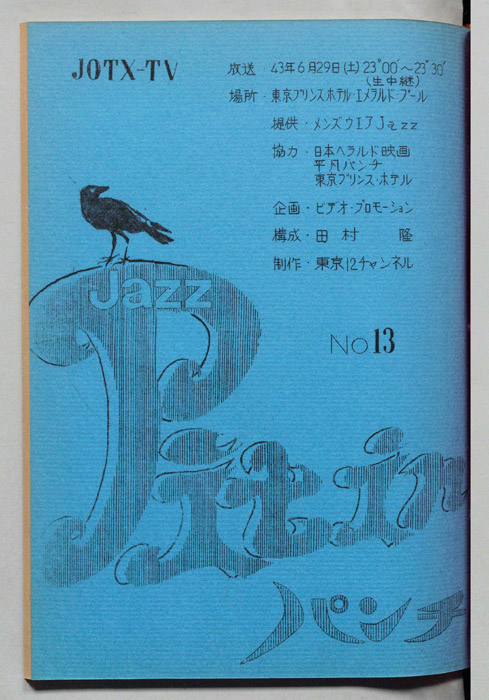 JOTX-TV
放送 43年6月29日(土)23°00′〜23°30′
(生中継)
場所・東京プリンスホテル・エメラルド・プール
提供・メンズウエアJazz
協力・日本ヘラルド映画
平凡パンチ
東京プリンス・ホテル
企画・ビデオ・プロモーション
構成・田村 隆
制作・東京12チャンネル
Jazz
No13
Pit in
パンチ